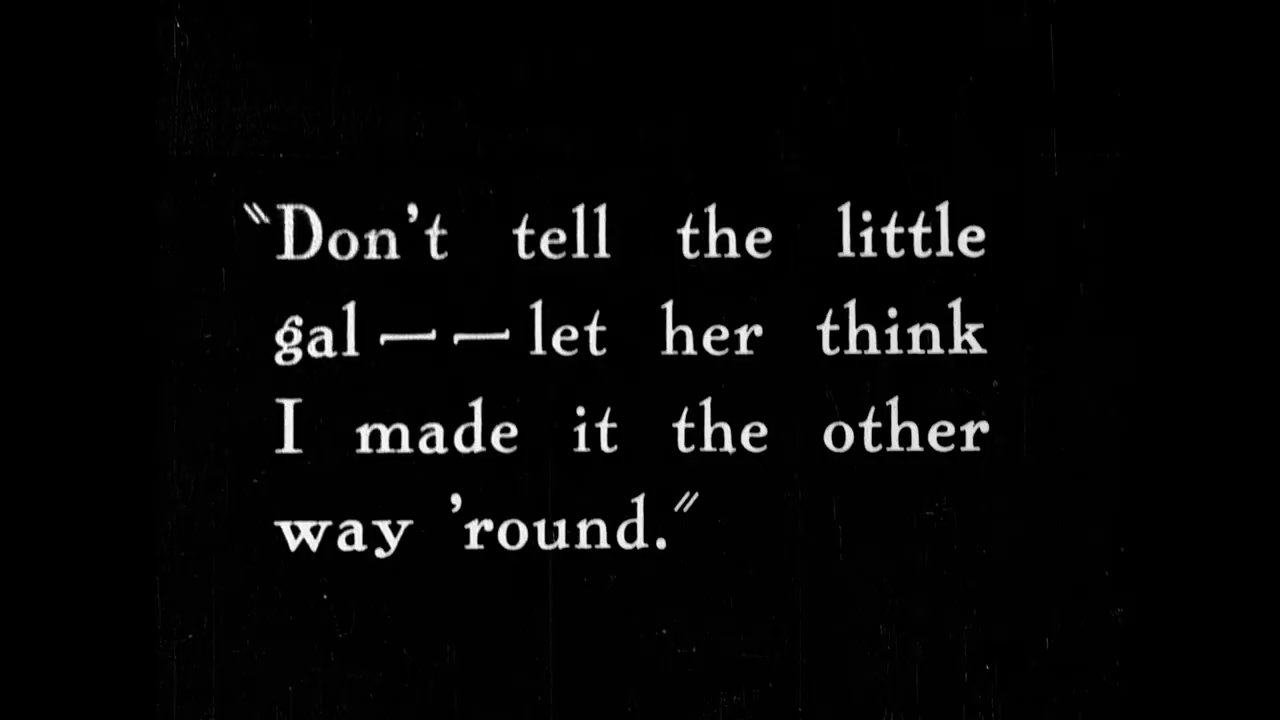 "Don't tell the little
gal — — let her think
I made it the other
way 'round."